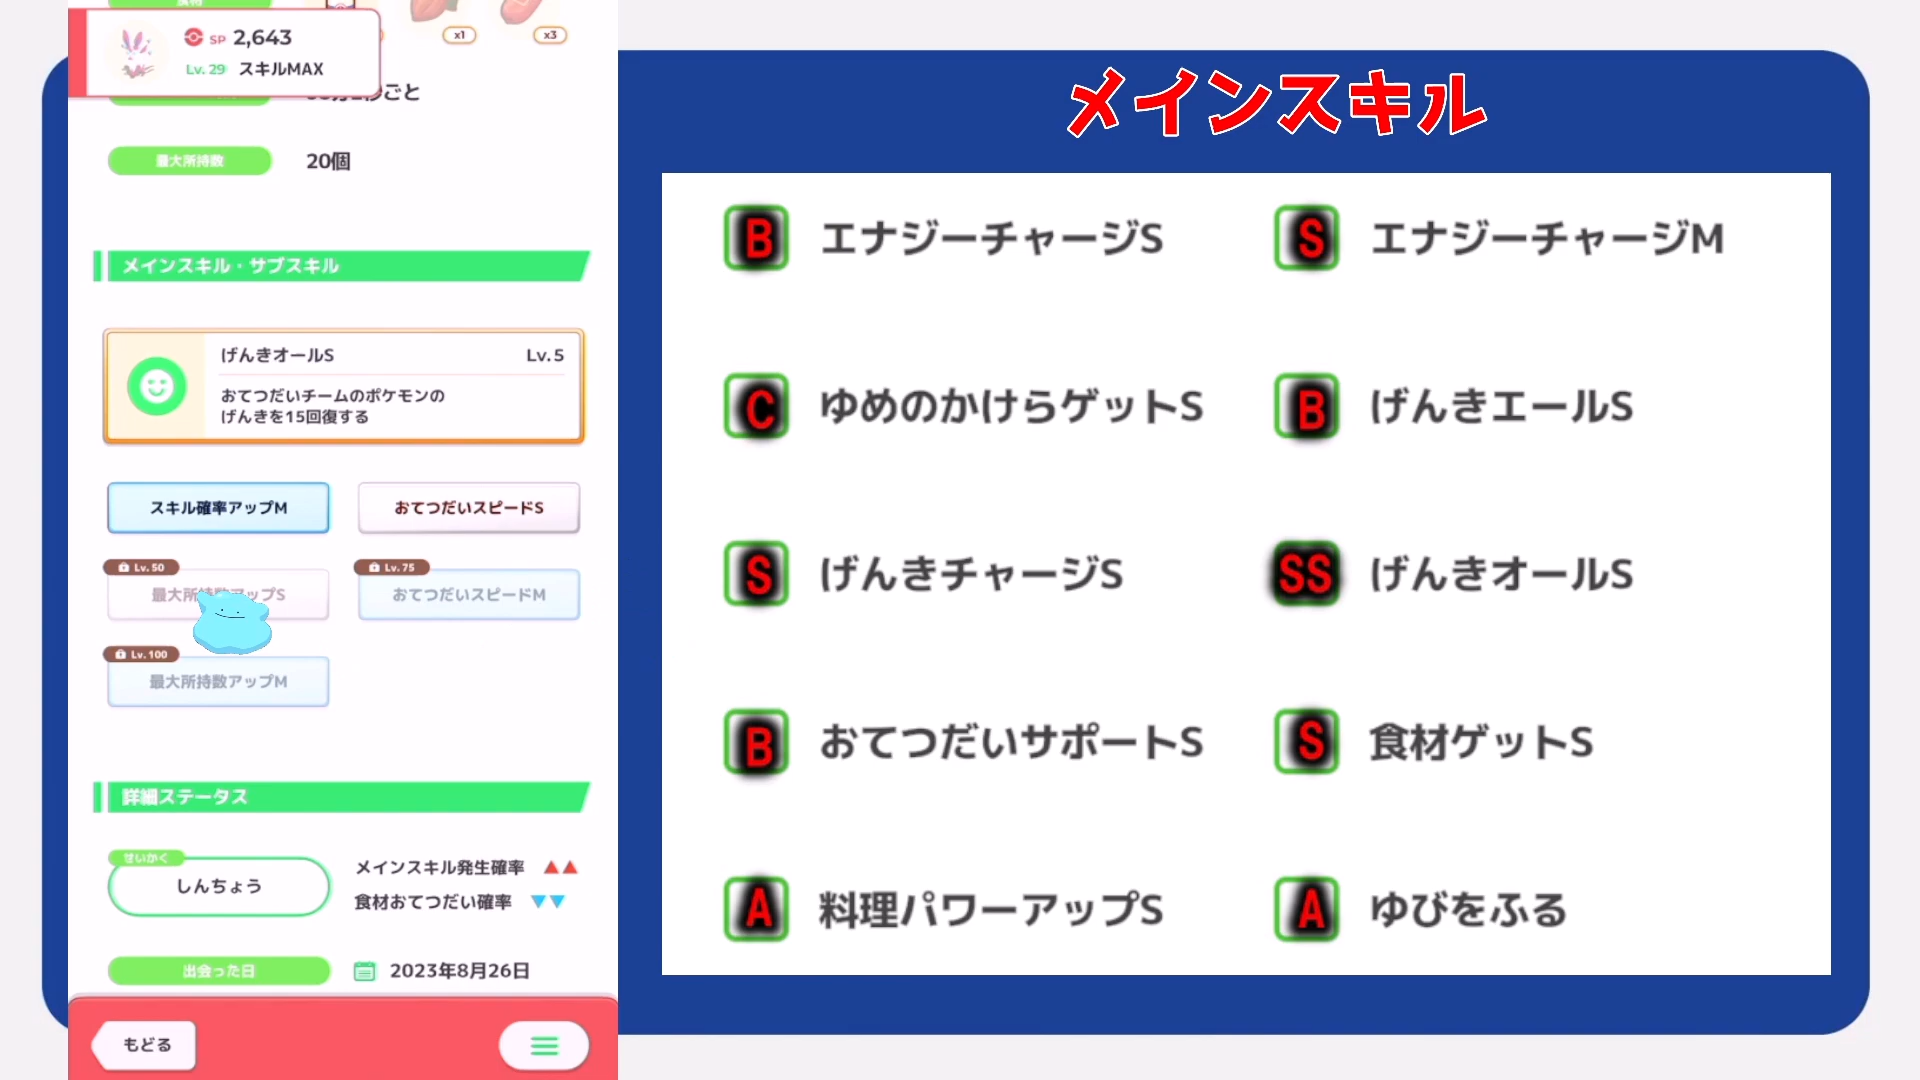 x1
x3
SP 2,643
Lv. 29 スキルMAX
秒ごと
最大所持数 20個
メインスキル・サブスキル
げんきオールS Lv. 5
おてつだいチームのポケモンの
げんきを15回復する
スキル確率アップM
おてつだいスピードS
Lv. 50
Lv. 75
最大所持数アップS
おてつだいスピードM
Lv. 100
最大所持数アップM
詳細ステータス
せいかく
しんちょう
メインスキル発生確率 ▲▲
食材おてつだい確率 ▼▼
出会った日 2023年8月26日
もどる
メインスキル
B エナジーチャージS
S エナジーチャージM
C ゆめのかけらゲットS
B げんきエールS
S げんきチャージS
SS げんきオールS
B おてつだいサポートS
S 食材ゲットS
A 料理パワーアップS
A ゆびをふる